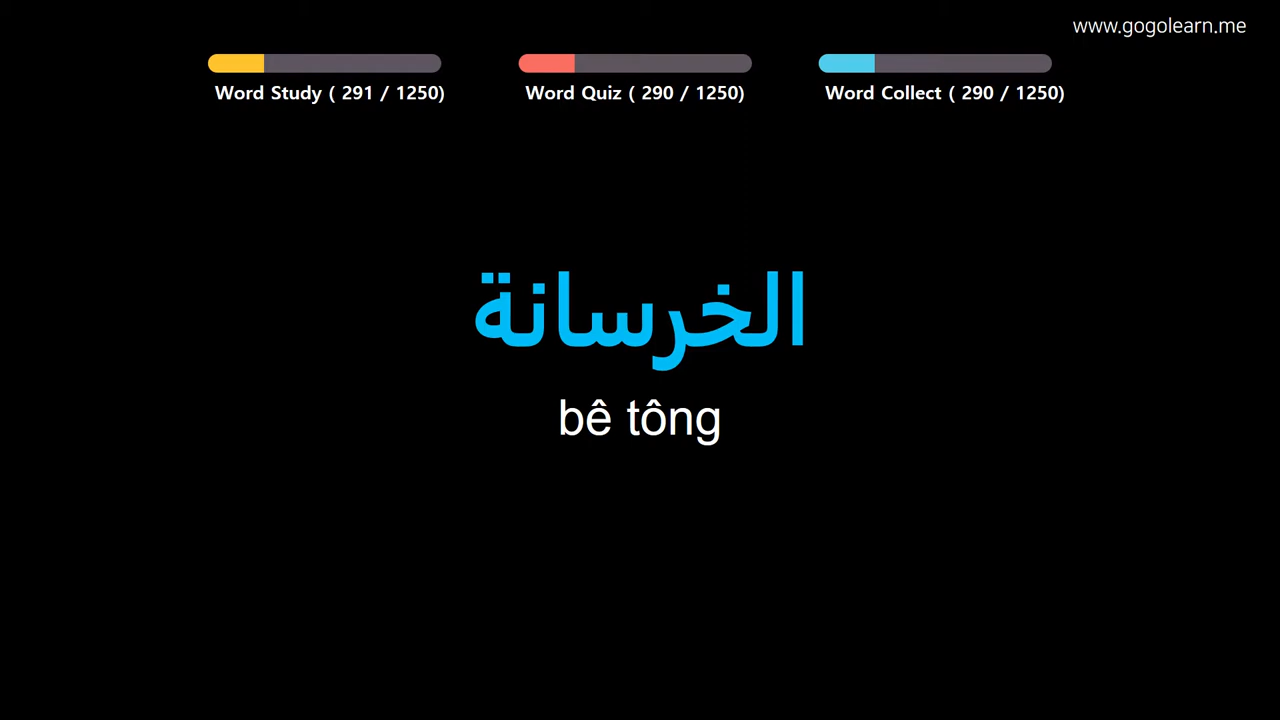 www.gogolearn.me
Word Study ( 291 / 1250)
Word Quiz ( 290 / 1250)
Word Collect ( 290 / 1250)
الخرسانة
bê tông